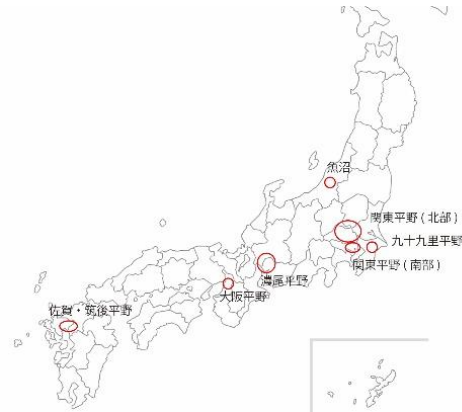 魚沼
関東平野(北部)
九十九里平野
関東平野(南部)
濃尾平野
大阪平野
佐賀・筑後平野